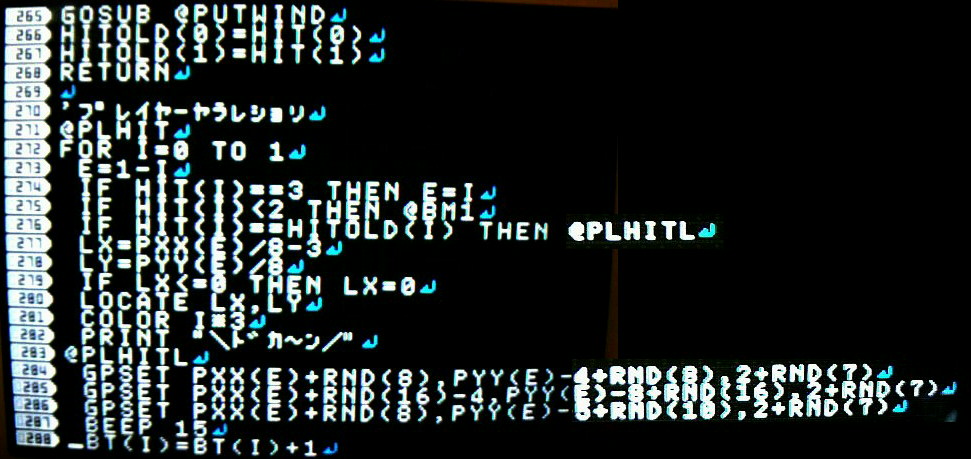 265 GOSUB @PUTWIND
266 HITOLD(0)=HIT(0)
267 HITOLD(1)=HIT(1)
268 RETURN
269
270 'プレイヤーヤラレショリ
271 @PLHIT
272 FOR I=0 TO 1
273 E=1-I
274 IF HIT(I)==3 THEN E=I
275 IF HIT(I)<2 THEN @BM1
276 IF HIT(I)==HITOLD(I) THEN @PLHITL
277 LX=PXX(E)/8-3
278 LY=PYY(E)/8
279 IF LX<=0 THEN LX=0
280 LOCATE LX,LY
281 COLOR I*3
282 PRINT "\ドカ~ン/"
283 @PLHITL
284 GPSET PXX(E)+RND(8),PYY(E)-4+RND(8),2+RND(7)
285 GPSET PXX(E)+RND(16)-4,PYY(E)-8+RND(16),2+RND(7)
286 GPSET PXX(E)+RND(8),PYY(E)-5+RND(10),2+RND(7)
287 BEEP 15
288 BT(I)=BT(I)+1